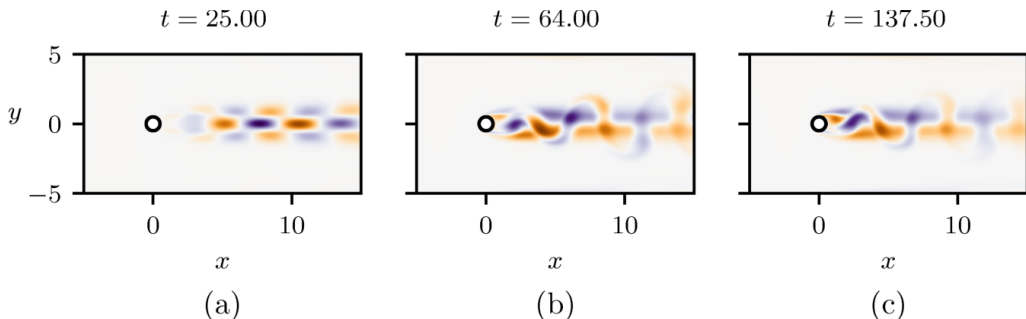 t = 25.00 t = 64.00 t = 137.50
5
y 0
−5
0 10 0 10 0 10
x x x
(a) (b) (c)